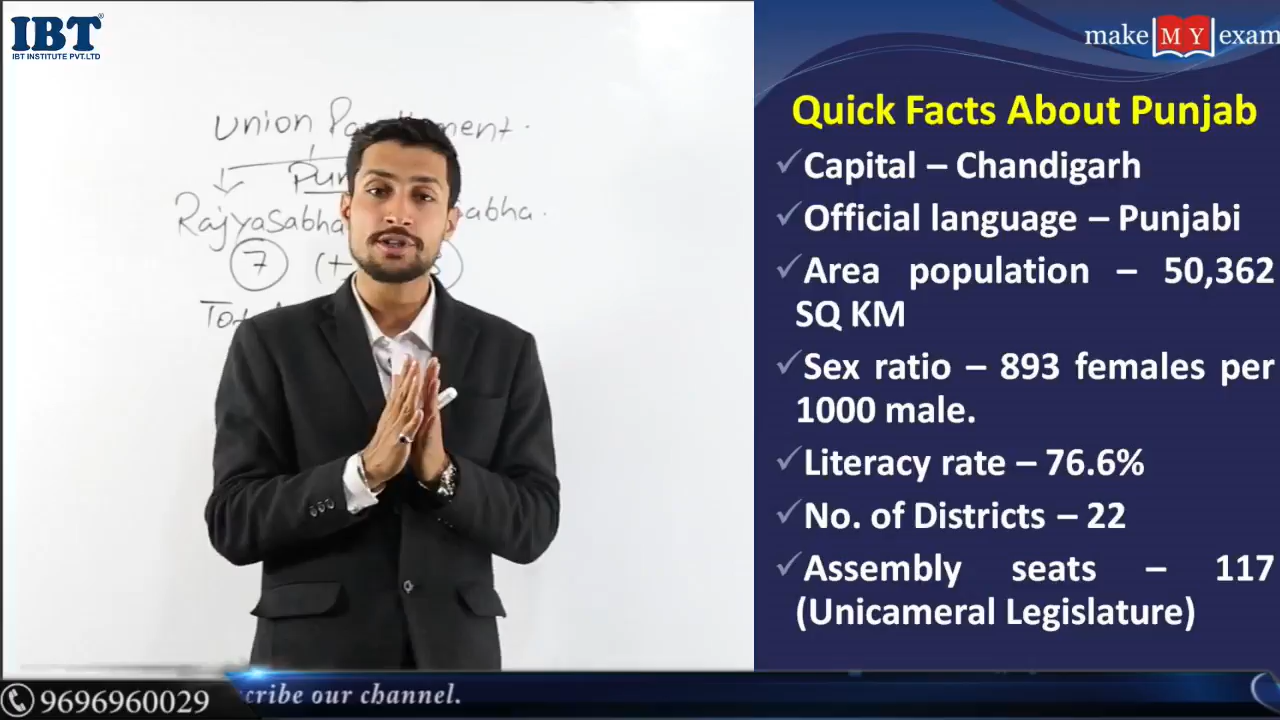 IBT
IBT INSTITUTE PVT.LTD
make MY exam
union
Rajyasabha
7 (+
Quick Facts About Punjab
Capital – Chandigarh
Official language – Punjabi
Area population – 50,362
SQ KM
Sex ratio – 893 females per
1000 male.
Literacy rate – 76.6%
No. of Districts – 22
Assembly seats – 117
(Unicameral Legislature)
9696960029 cribe our channel.